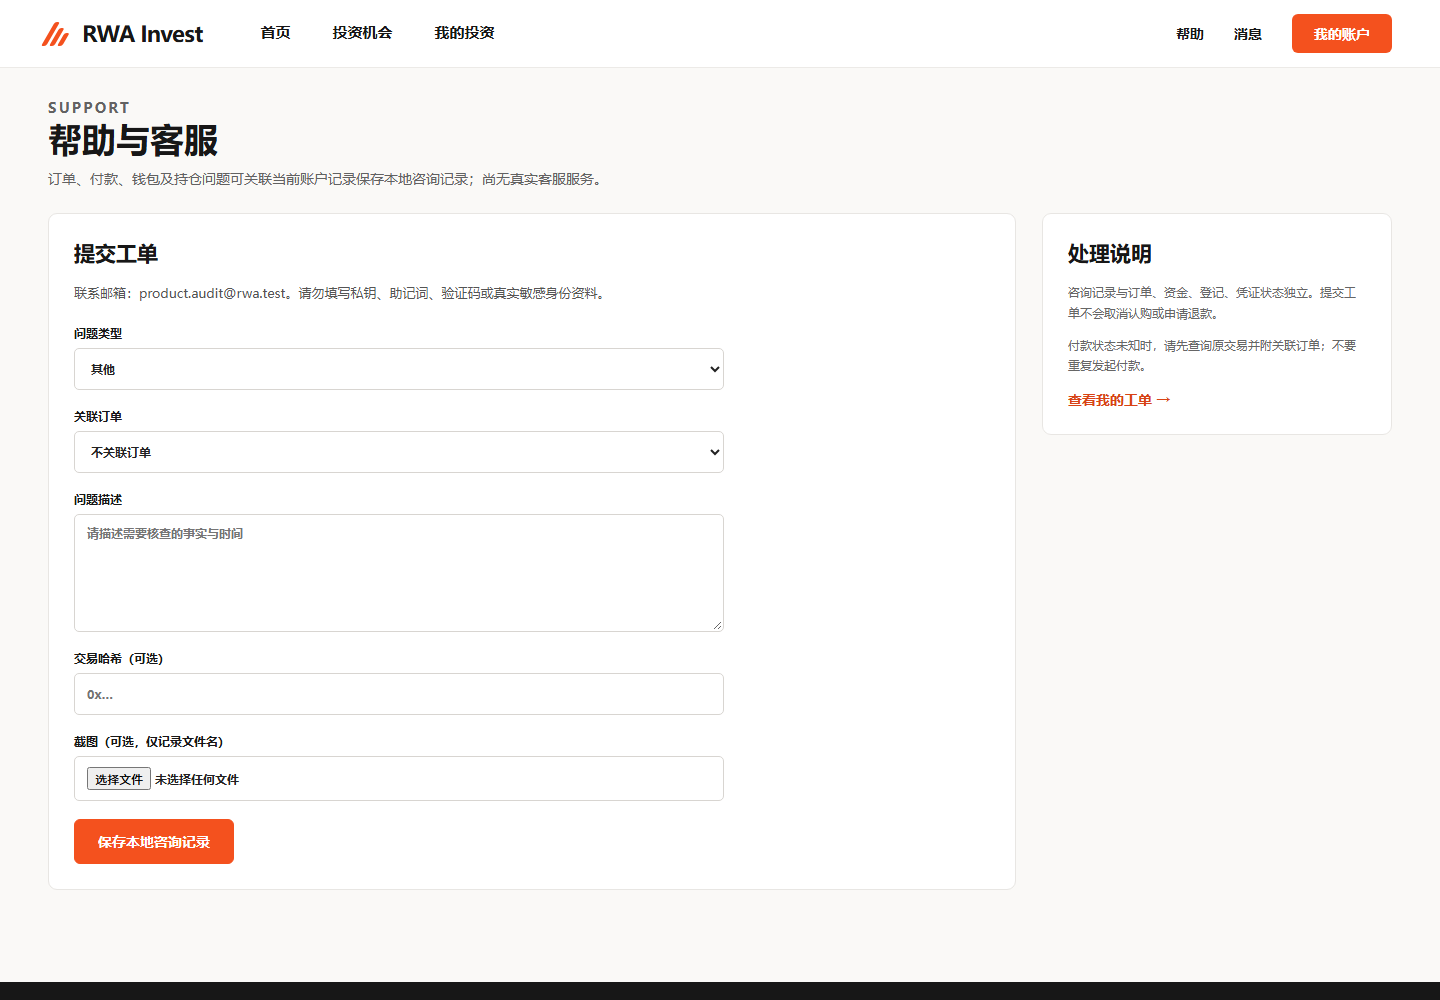 RWA Invest
首页
投资机会
我的投资
帮助
消息
我的账户
SUPPORT
帮助与客服
订单、付款、钱包及持仓问题可关联当前账户记录保存本地咨询记录；尚无真实客服服务。
提交工单
联系邮箱：product.audit@rwa.test。请勿填写私钥、助记词、验证码或真实敏感身份资料。
问题类型
其他
关联订单
不关联订单
问题描述
请描述需要核查的事实与时间
交易哈希（可选）
0x...
截图（可选，仅记录文件名）
选择文件 未选择任何文件
保存本地咨询记录
处理说明
咨询记录与订单、资金、登记、凭证状态独立。提交工
单不会取消认购或申请退款。
付款状态未知时，请先查询原交易并附关联订单；不要
重复发起付款。
查看我的工单 →